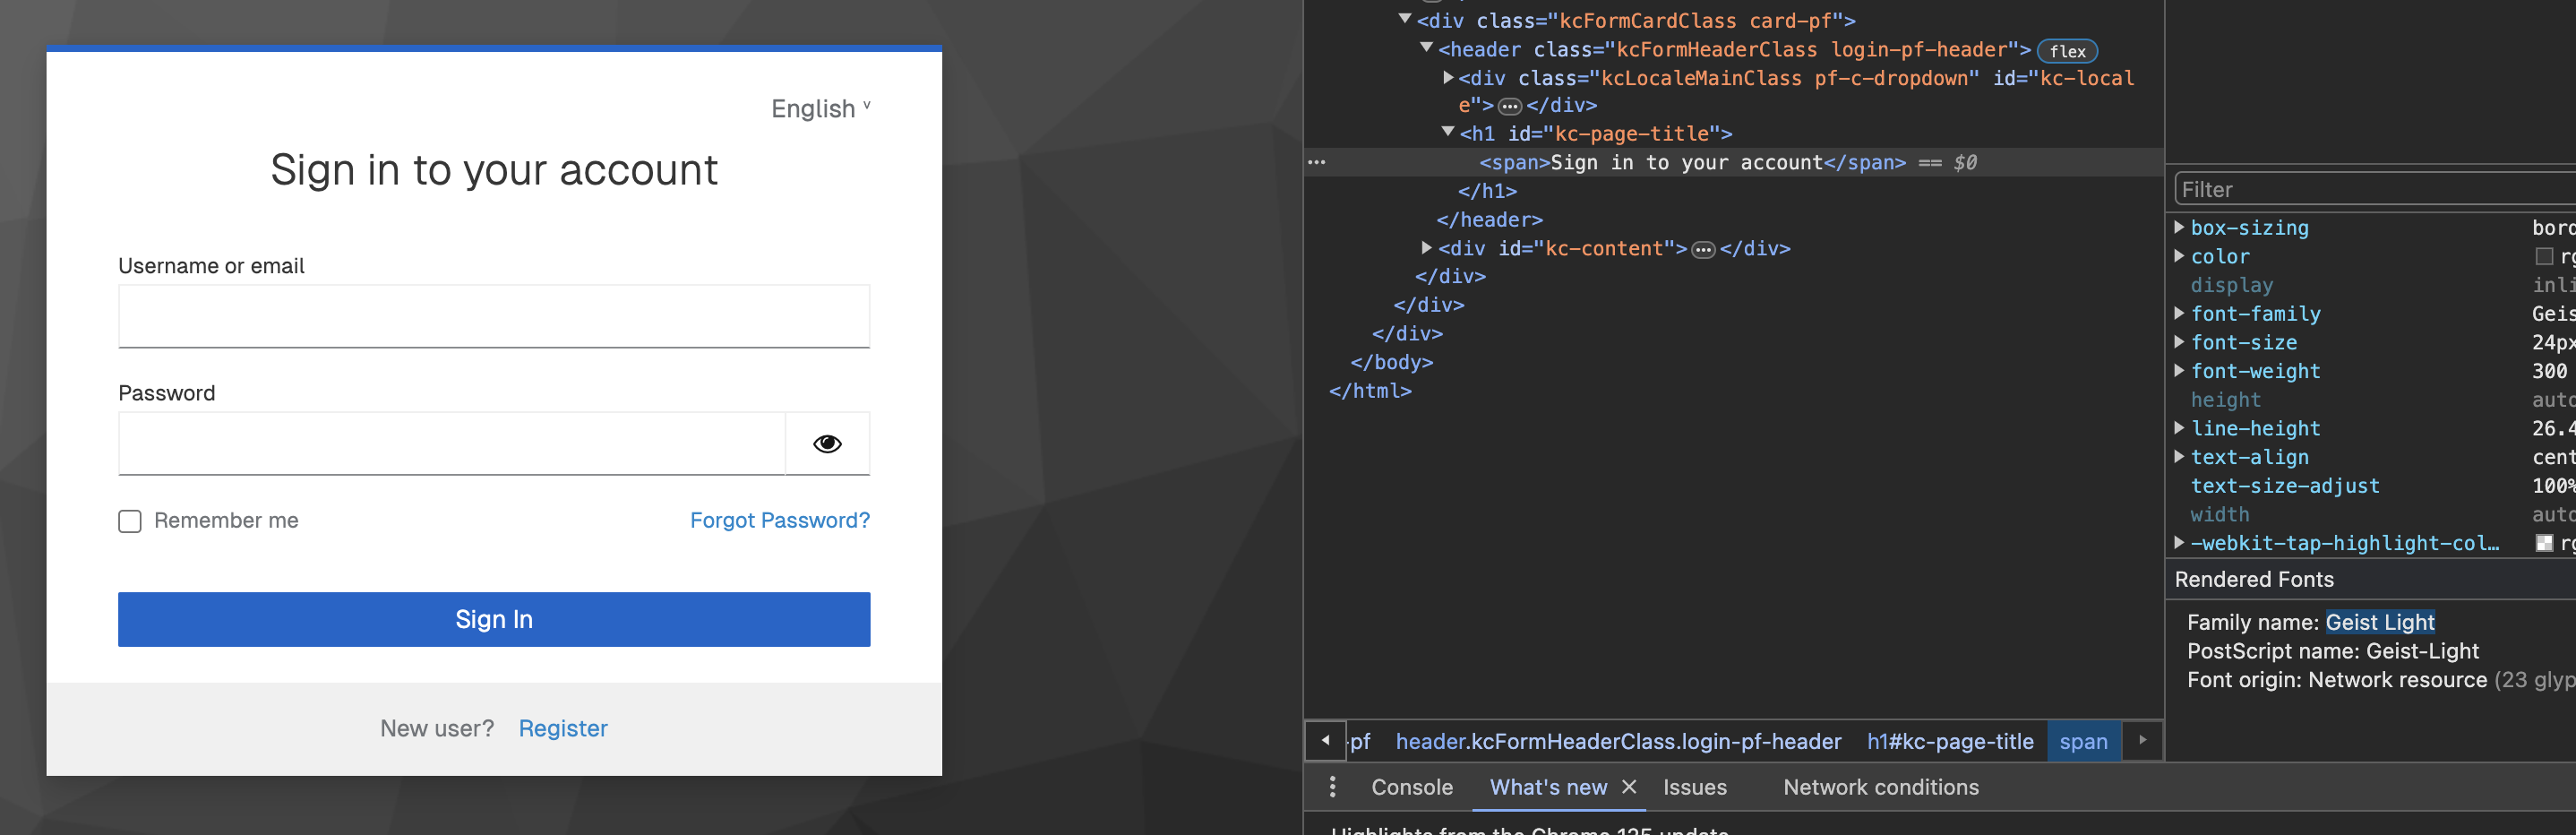 English ˅
Sign in to your account
Username or email
Password
Remember me
Forgot Password?
Sign In
New user? Register
<div class="kcFormCardClass card-pf">
<header class="kcFormHeaderClass login-pf-header"> flex
<div class="kcLocaleMainClass pf-c-dropdown" id="kc-local
e"> … </div>
<h1 id="kc-page-title">
… <span>Sign in to your account</span> == $0
</h1>
</header>
<div id="kc-content"> … </div>
</div>
</div>
</div>
</body>
</html>
-pf header.kcFormHeaderClass.login-pf-header h1#kc-page-title span
Console What's new × Issues Network conditions
Highlights from the Chrome 125 update
Filter
box-sizing bord
color rg
display inli
font-family Geis
font-size 24px
font-weight 300
height auto
line-height 26.4
text-align cent
text-size-adjust 100%
width auto
-webkit-tap-highlight-col… rg
Rendered Fonts
Family name: Geist Light
PostScript name: Geist-Light
Font origin: Network resource (23 glyp